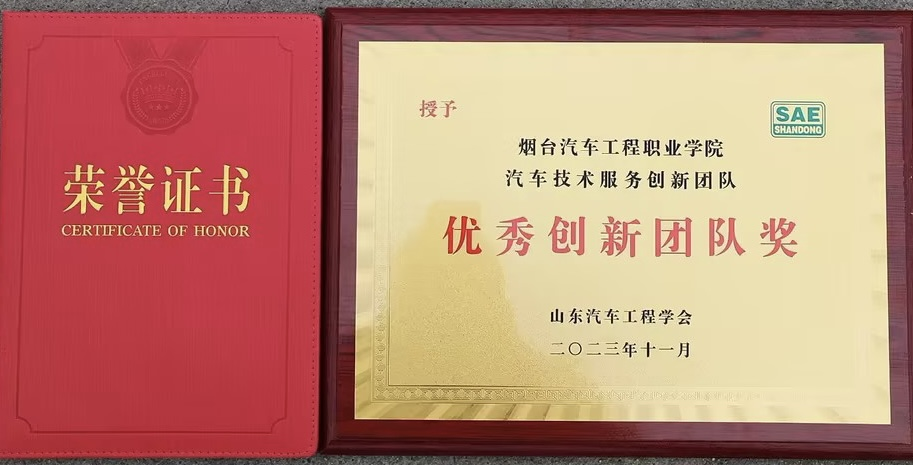 荣誉证书
CERTIFICATE OF HONOR
授予
SAE
SHANDONG
烟台汽车工程职业学院
汽车技术服务创新团队
优秀创新团队奖
山东汽车工程学会
二〇二三年十一月